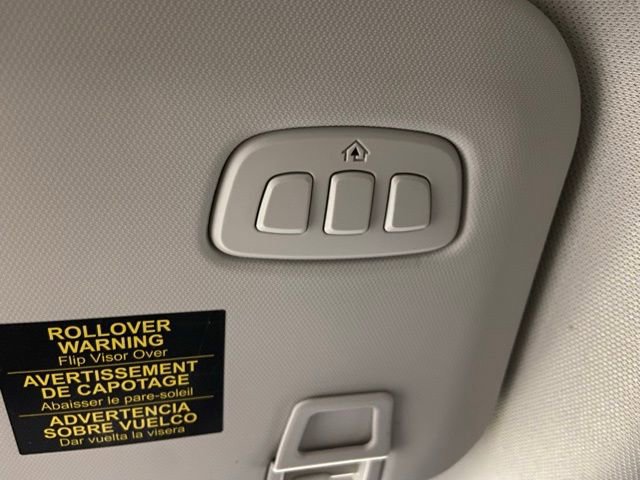 ROLLOVER
WARNING
Flip Visor Over
AVERTISSEMENT
DE CAPOTAGE
Abaisser le pare-soleil
ADVERTENCIA
SOBRE VUELCO
Dar vuelta la visera